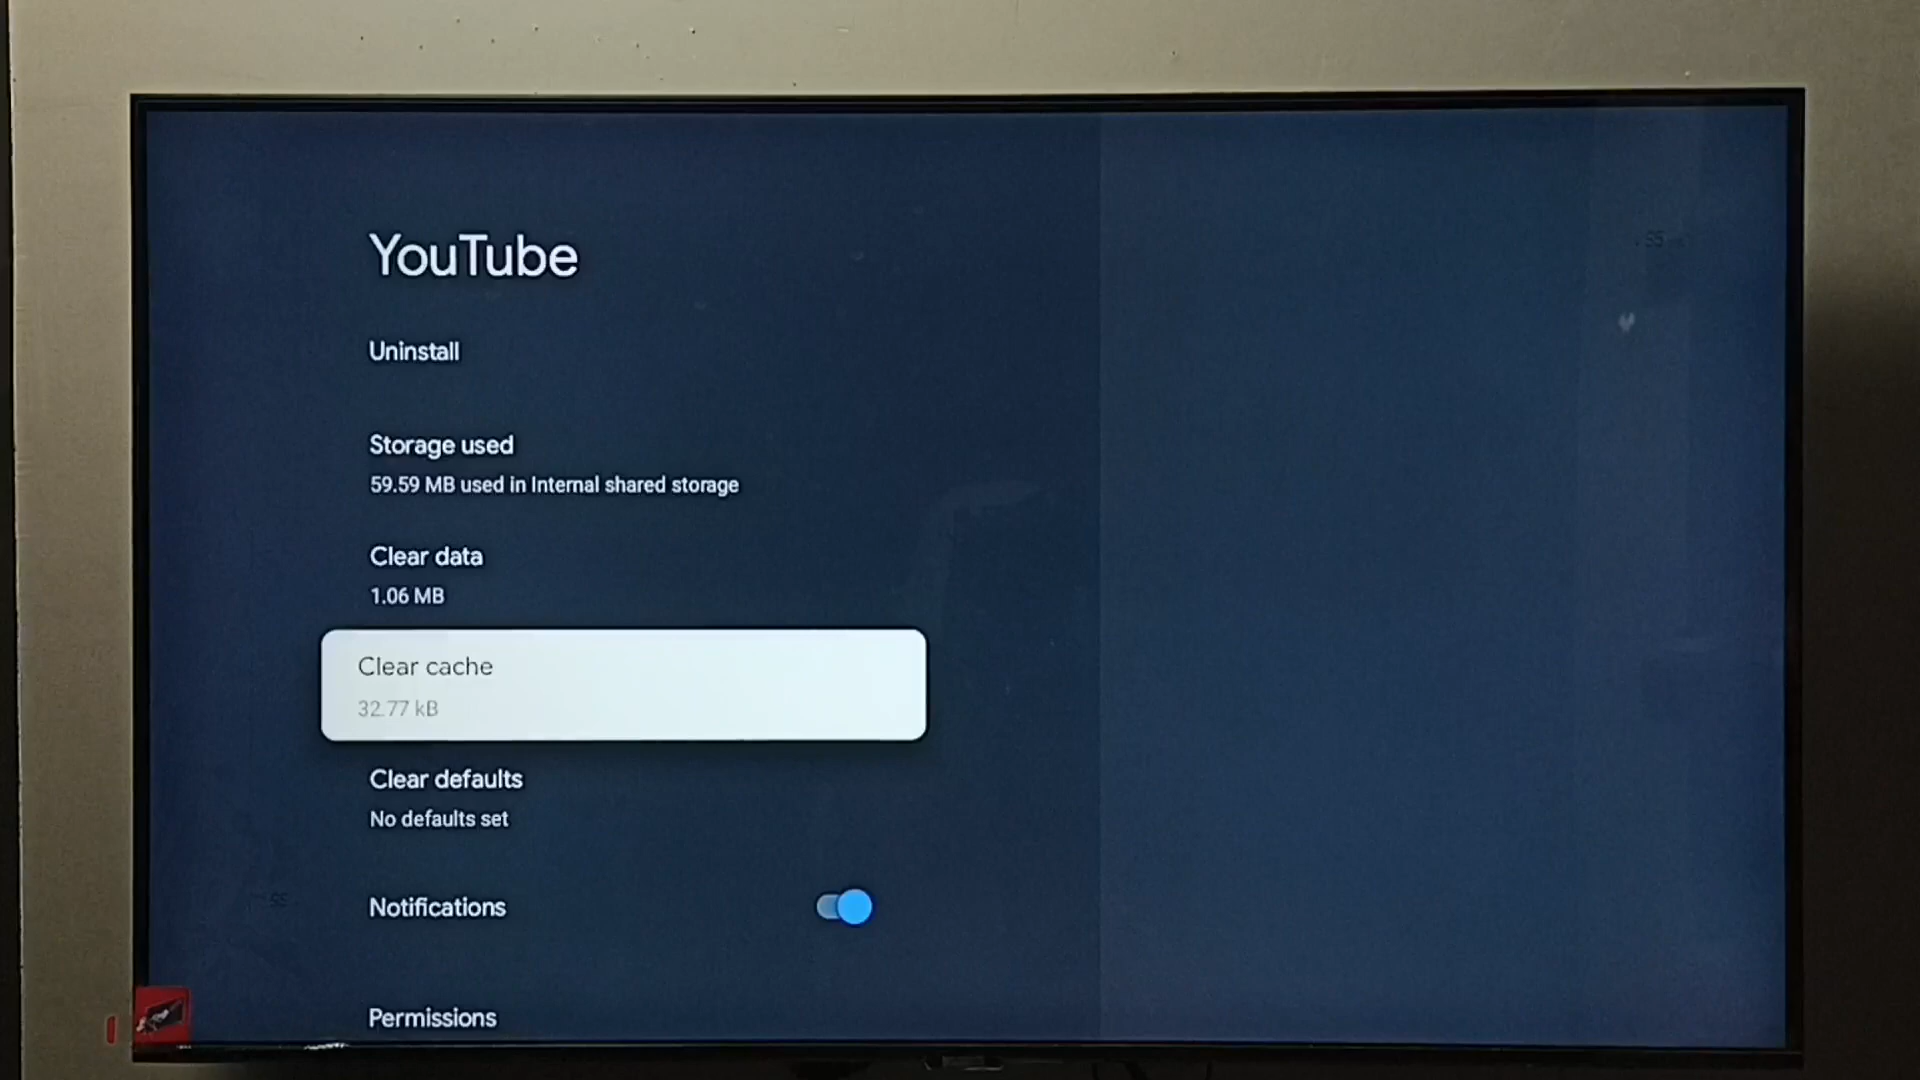 YouTube
Uninstall
Storage used
59.59 MB used in Internal shared storage
Clear data
1.06 MB
Clear cache
32.77 kB
Clear defaults
No defaults set
Notifications
Permissions